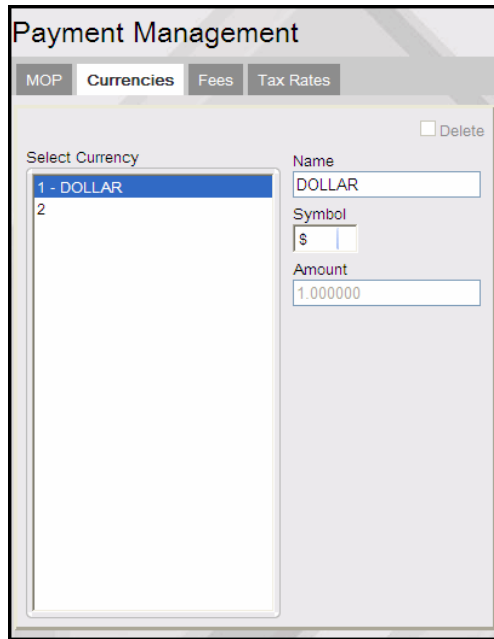 Payment Management
MOP Currencies Fees Tax Rates
Delete
Select Currency
1 - DOLLAR
2
Name
DOLLAR
Symbol
$
Amount
1.000000